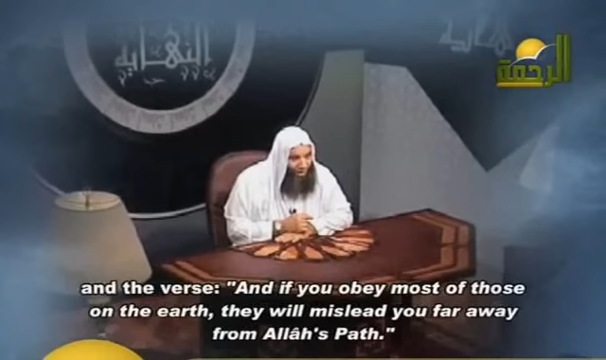 النهاية
الرحمة
and the verse: "And if you obey most of those
on the earth, they will mislead you far away
from Allâh's Path."